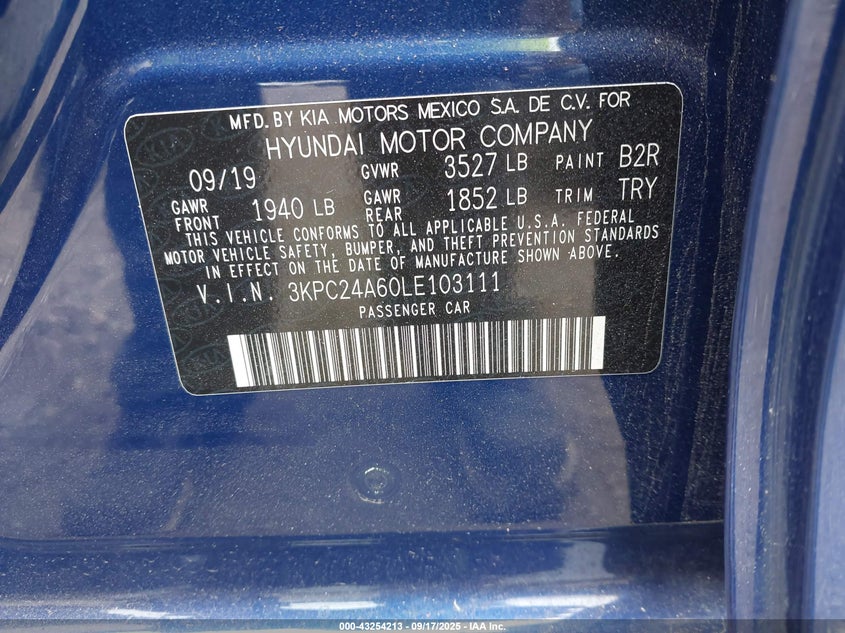 MFD. BY KIA MOTORS MEXICO S.A. DE C.V. FOR
HYUNDAI MOTOR COMPANY
09/19 GVWR 3527 LB PAINT B2R
GAWR FRONT 1940 LB GAWR REAR 1852 LB TRIM TRY
THIS VEHICLE CONFORMS TO ALL APPLICABLE U.S.A. FEDERAL
MOTOR VEHICLE SAFETY, BUMPER, AND THEFT PREVENTION STANDARDS
IN EFFECT ON THE DATE OF MANUFACTURE SHOWN ABOVE.
V.I.N. 3KPC24A60LE103111
PASSENGER CAR
000-43254213 - 09/17/2025 - IAA Inc.